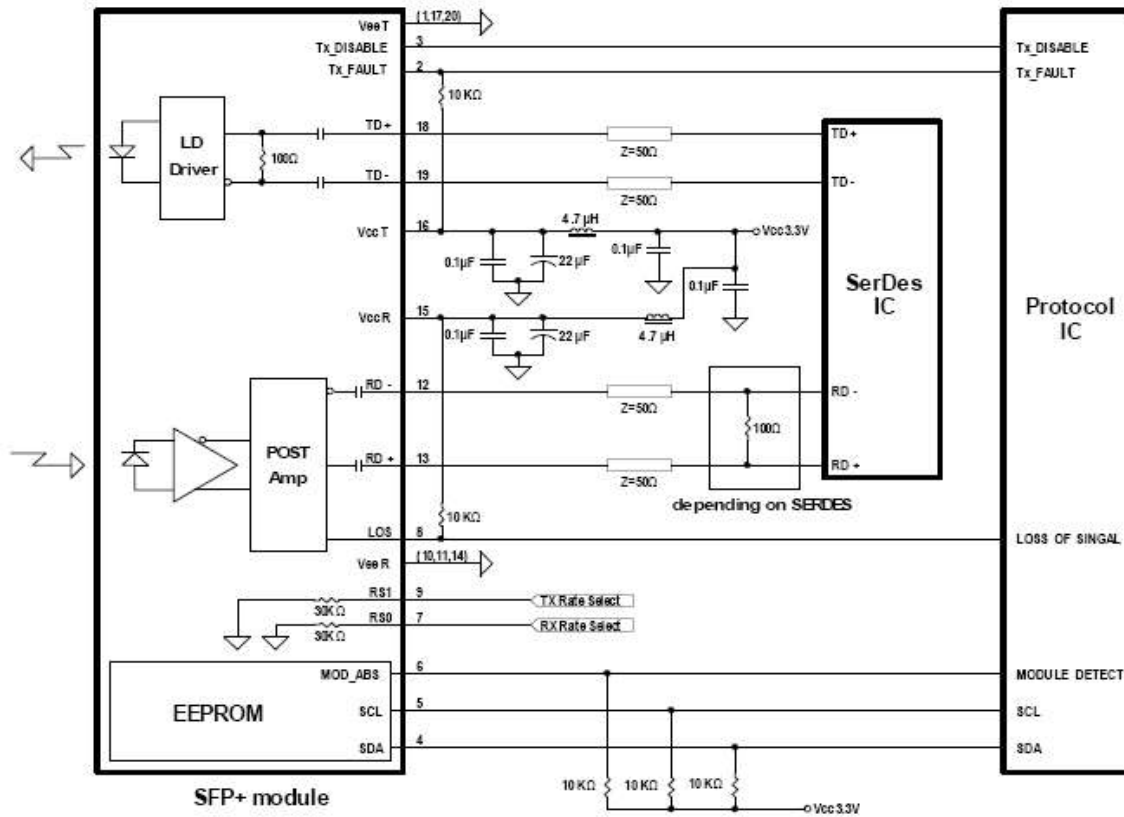 VeeT
(1,17,20)
Tx_DISABLE
3
Tx_DISABLE
Tx_FAULT
2
Tx_FAULT
10 KΩ
LD
Driver
100Ω
TD+
18
Z=50Ω
TD+
TD-
19
Z=50Ω
TD-
VccT
16
4.7 µH
Vcc3.3V
0.1µF
22 µF
0.1µF
0.1µF
SerDes
IC
Protocol
IC
VccR
15
0.1µF
22 µF
4.7 µH
RD -
12
Z=50Ω
RD -
100Ω
POST
Amp
RD +
13
Z=50Ω
RD +
depending on SERDES
10 KΩ
LOS
8
LOSS OF SINGAL
VeeR
(10,11,14)
RS1
9
TX Rate Select
30KΩ
RS0
7
RX Rate Select
30KΩ
MOD_ABS
6
MODULE DETECT
EEPROM
SCL
5
SCL
SDA
4
SDA
10 KΩ
10 KΩ
10 KΩ
Vcc3.3V
SFP+ module